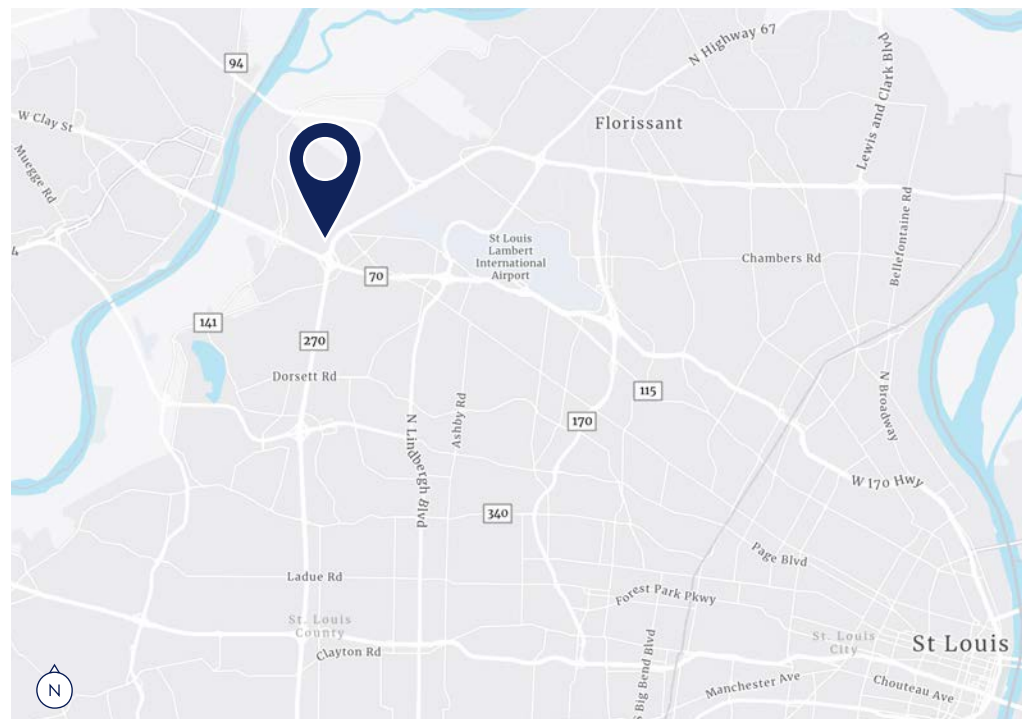 N Highway 67
94
Lewis and Clark Blv
W Clay St
Florissant
Muegge Rd
Bellefontaine Rd
St Louis
Lambert
International
Airport
4
Chambers Rd
70
141
270
Dorsett Rd
115
N Lindbergh Blvd
Ashby Rd
170
N Broadway
W 170 Hwy
340
Page Blvd
Ladue Rd
Forest Park Pkwy
St. Louis
County
Clayton Rd
St. Louis
City
St Louis
S Big Bend Blvd
Manchester Ave
Chouteau Ave
N